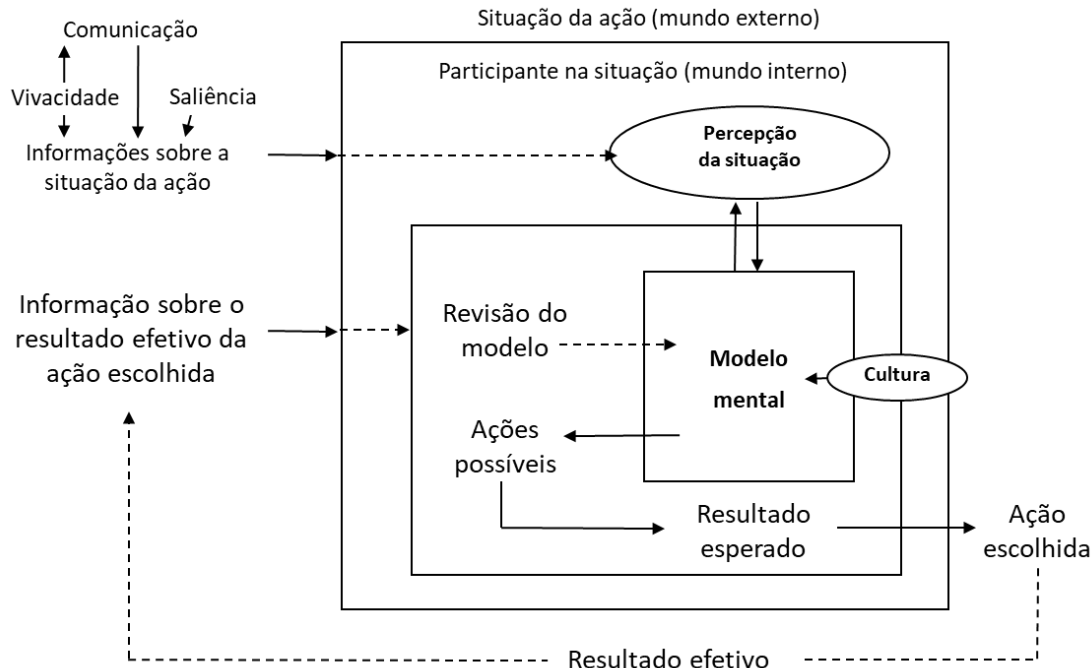 Situação da ação (mundo externo)
Comunicação
Participante na situação (mundo interno)
Vivacidade
Saliência
Percepção
da situação
Informações sobre a
situação da ação
Informação sobre o
resultado efetivo da
ação escolhida
Revisão do
modelo
Modelo
mental
Cultura
Ações
possíveis
Resultado
esperado
Ação
escolhida
Resultado efetivo